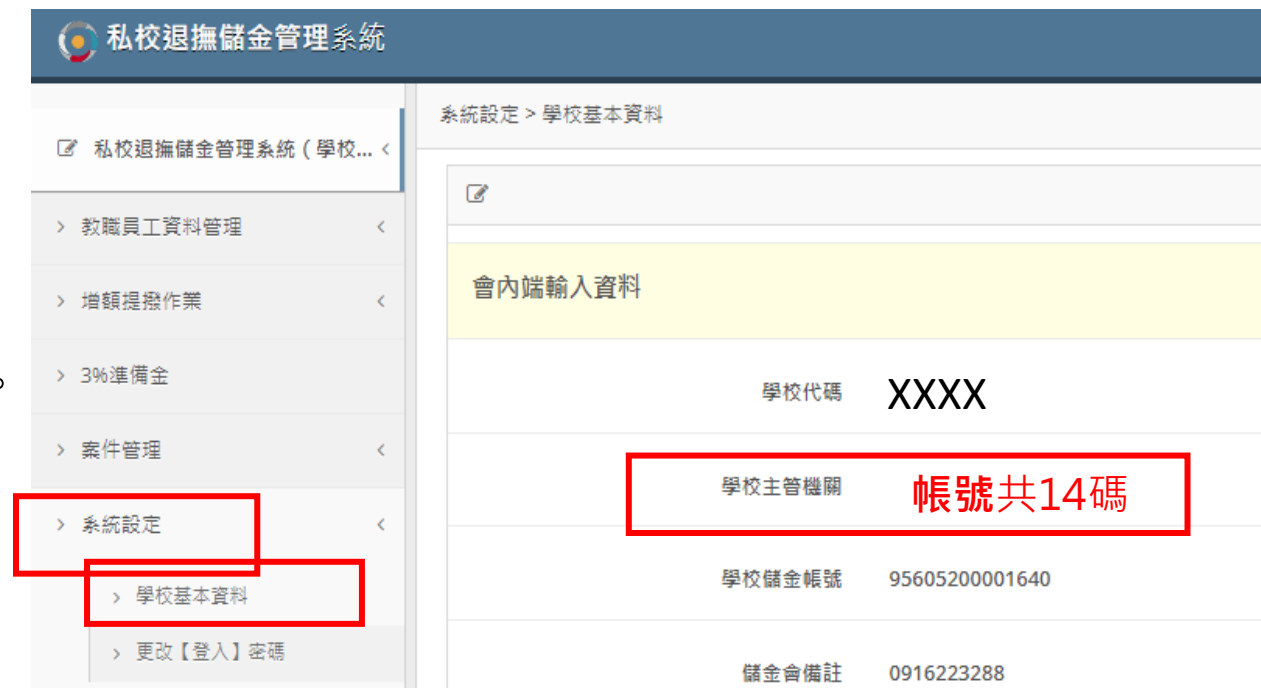 私校退撫儲金管理系統
系統設定 > 學校基本資料
私校退撫儲金管理系統(學校... <
> 教職員工資料管理 <
會內端輸入資料
> 增額提撥作業 <
。
> 3%準備金
學校代碼 XXXX
> 案件管理 <
學校主管機關 帳號共14碼
> 系統設定 <
學校儲金帳號 95605200001640
> 學校基本資料
> 更改【登入】密碼
儲金會備註 0916223288